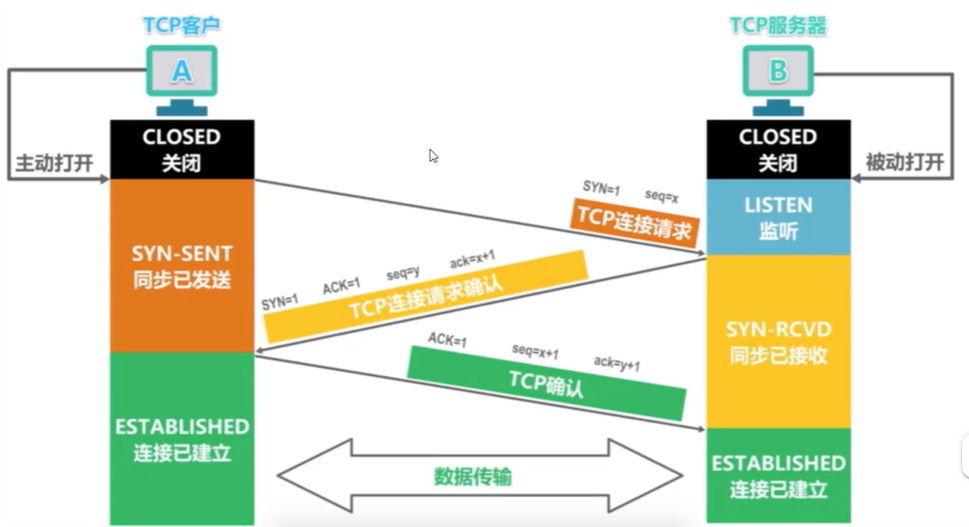 TCP客户
TCP服务器
A
B
CLOSED
关闭
CLOSED
关闭
主动打开
被动打开
SYN=1 seq=x
TCP连接请求
LISTEN
监听
SYN-SENT
同步已发送
SYN=1 ACK=1 seq=y ack=x+1
TCP连接请求确认
SYN-RCVD
同步已接收
ACK=1 seq=x+1 ack=y+1
TCP确认
ESTABLISHED
连接已建立
ESTABLISHED
连接已建立
数据传输